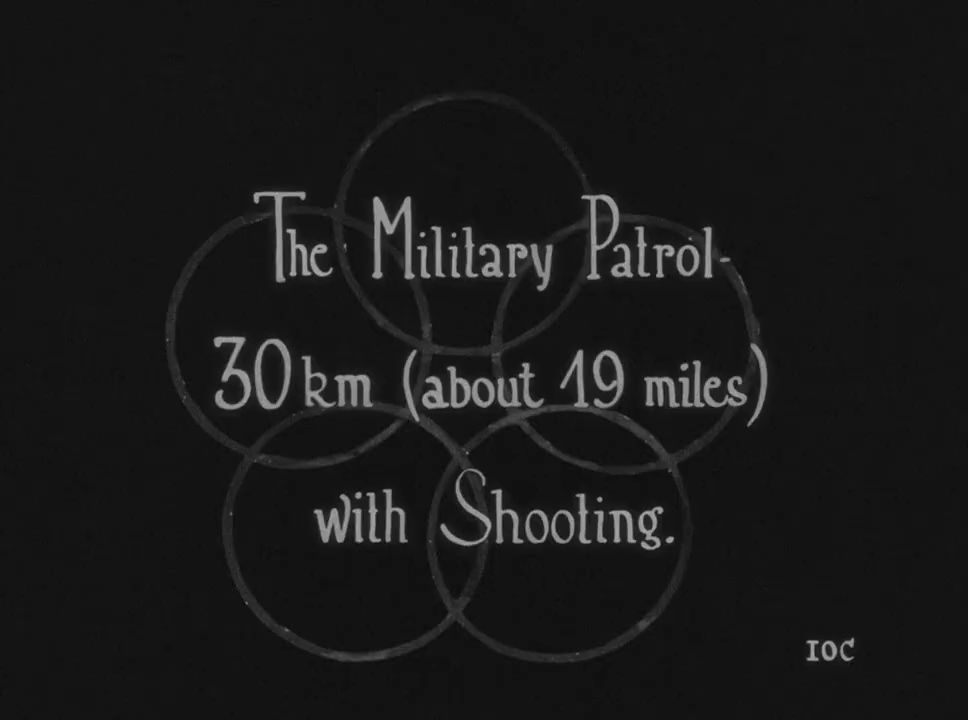 The Military Patrol-
30 km (about 19 miles)
with Shooting.
IOC